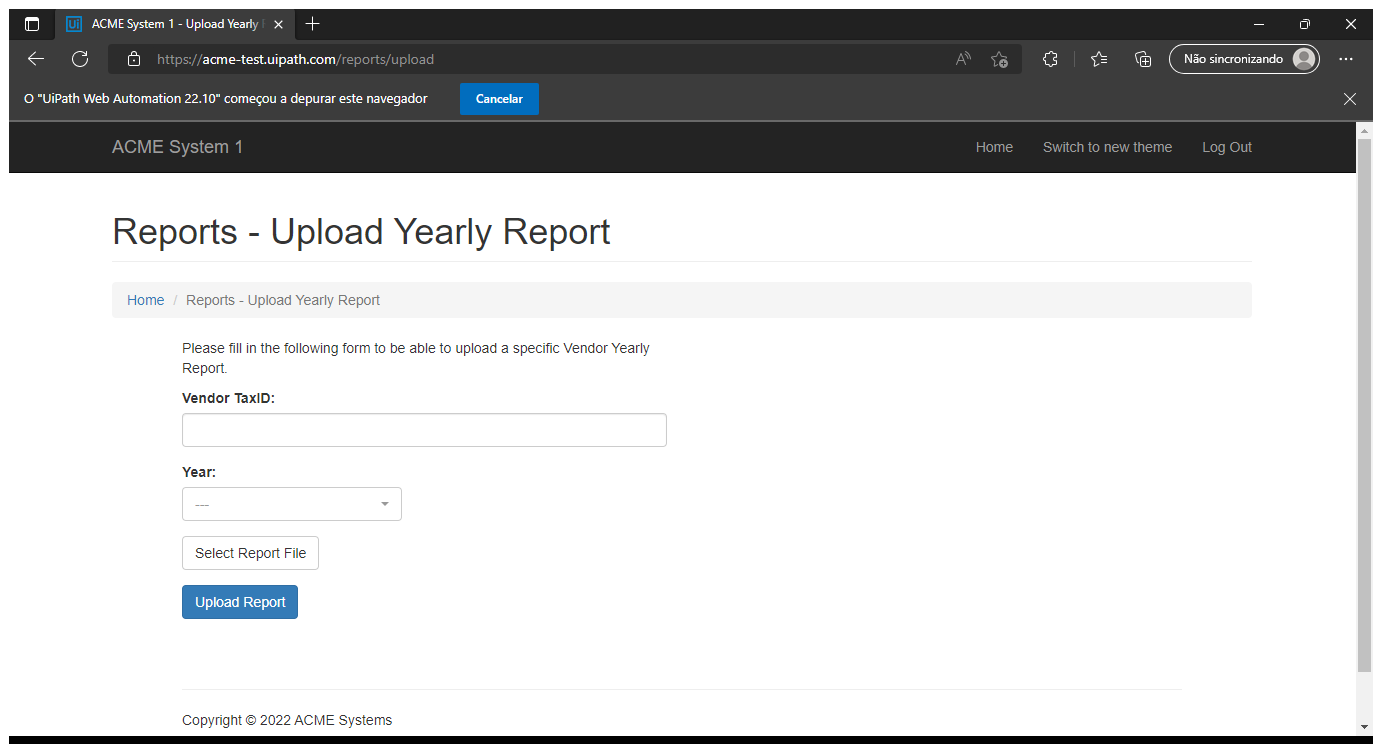 ACME System 1 - Upload Yearly
https://acme-test.uipath.com/reports/upload
Não sincronizando
O "UiPath Web Automation 22.10" começou a depurar este navegador
Cancelar
ACME System 1
Home
Switch to new theme
Log Out
Reports - Upload Yearly Report
Home / Reports - Upload Yearly Report
Please fill in the following form to be able to upload a specific Vendor Yearly
Report.
Vendor TaxID:
Year:
---
Select Report File
Upload Report
Copyright © 2022 ACME Systems